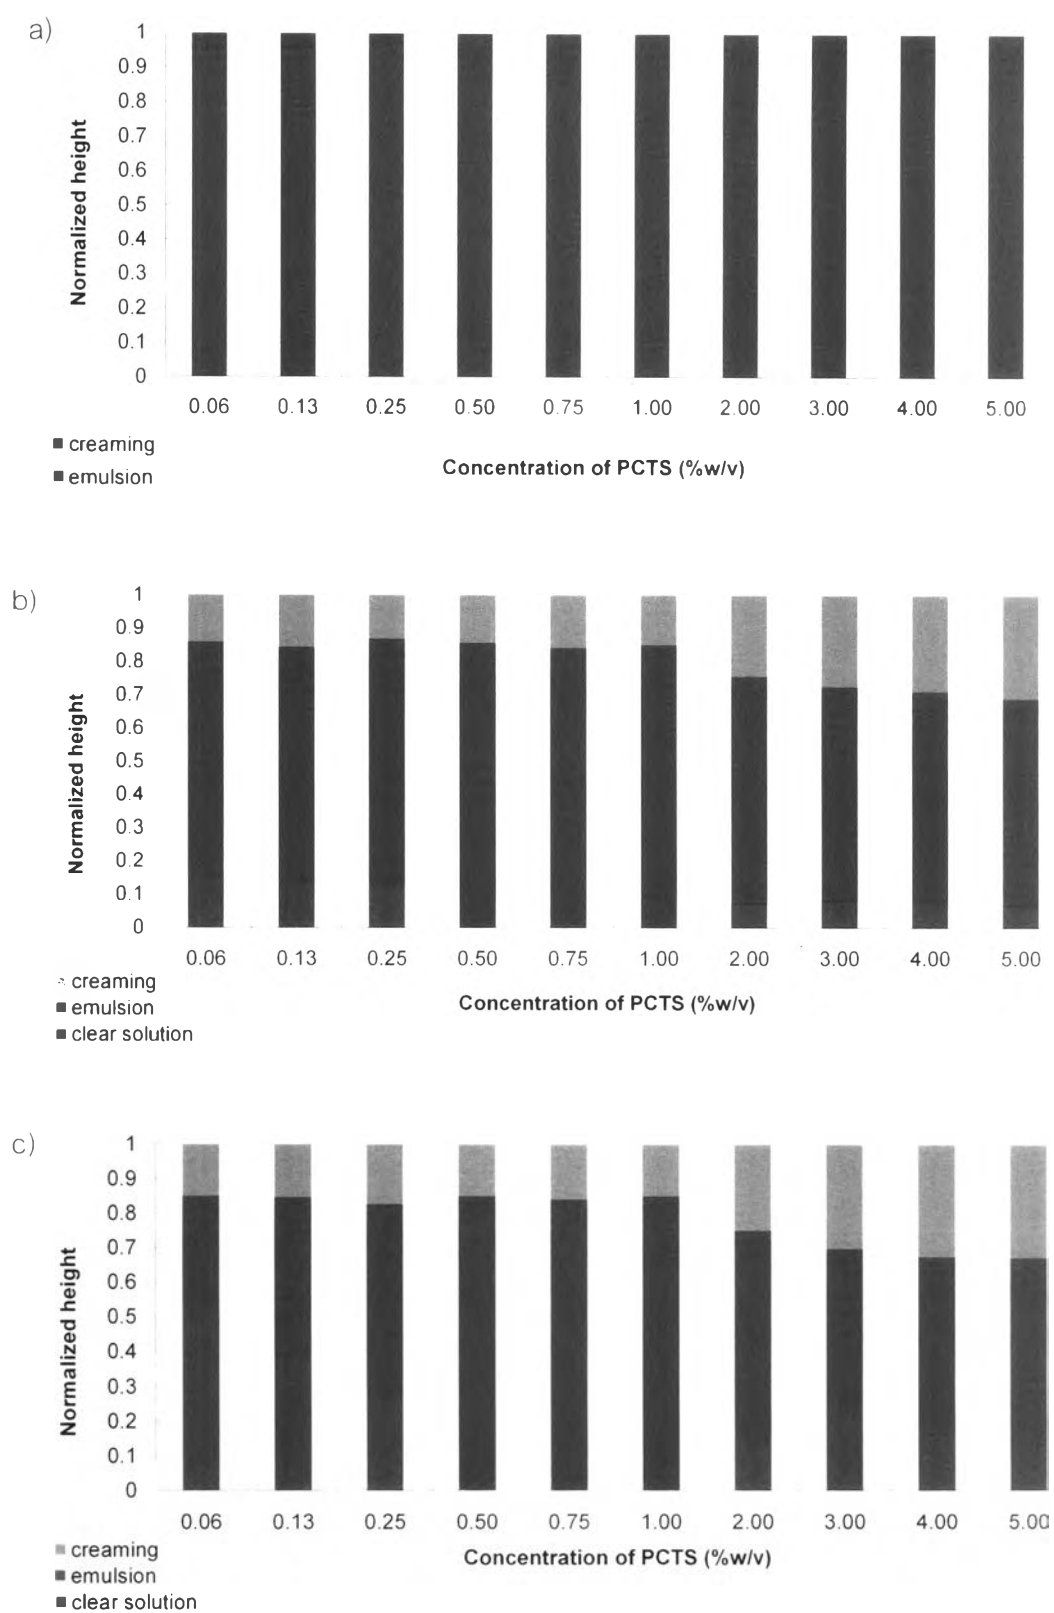 a)
1
0.9
0.8
0.7
0.6
0.5
0.4
0.3
0.2
0.1
0
Normalized height
0.06 0.13 0.25 0.50 0.75 1.00 2.00 3.00 4.00 5.00
creaming
emulsion
Concentration of PCTS (%w/v)
b)
1
0.9
0.8
0.7
0.6
0.5
0.4
0.3
0.2
0.1
0
Normalized height
0.06 0.13 0.25 0.50 0.75 1.00 2.00 3.00 4.00 5.00
creaming
emulsion
clear solution
Concentration of PCTS (%w/v)
c)
1
0.9
0.8
0.7
0.6
0.5
0.4
0.3
0.2
0.1
0
Normalized height
0.06 0.13 0.25 0.50 0.75 1.00 2.00 3.00 4.00 5.00
creaming
emulsion
clear solution
Concentration of PCTS (%w/v)